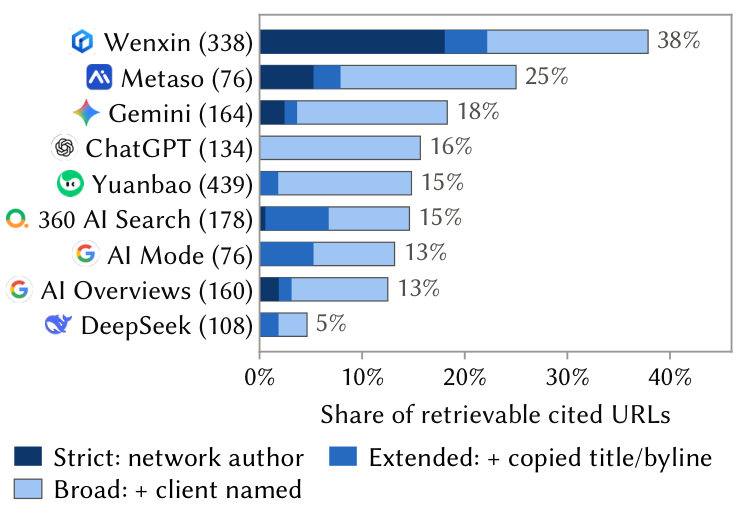 Wenxin (338) 38%
Metaso (76) 25%
Gemini (164) 18%
ChatGPT (134) 16%
Yuanbao (439) 15%
360 AI Search (178) 15%
AI Mode (76) 13%
AI Overviews (160) 13%
DeepSeek (108) 5%
0% 10% 20% 30% 40%
Share of retrievable cited URLs
Strict: network author Extended: + copied title/byline
Broad: + client named